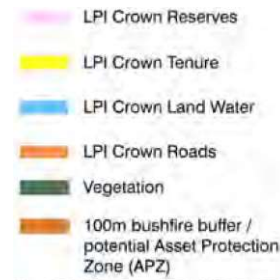 LPI Crown Reserves
LPI Crown Tenure
LPI Crown Land Water
LPI Crown Roads
Vegetation
100m bushfire buffer /
potential Asset Protection
Zone (APZ)